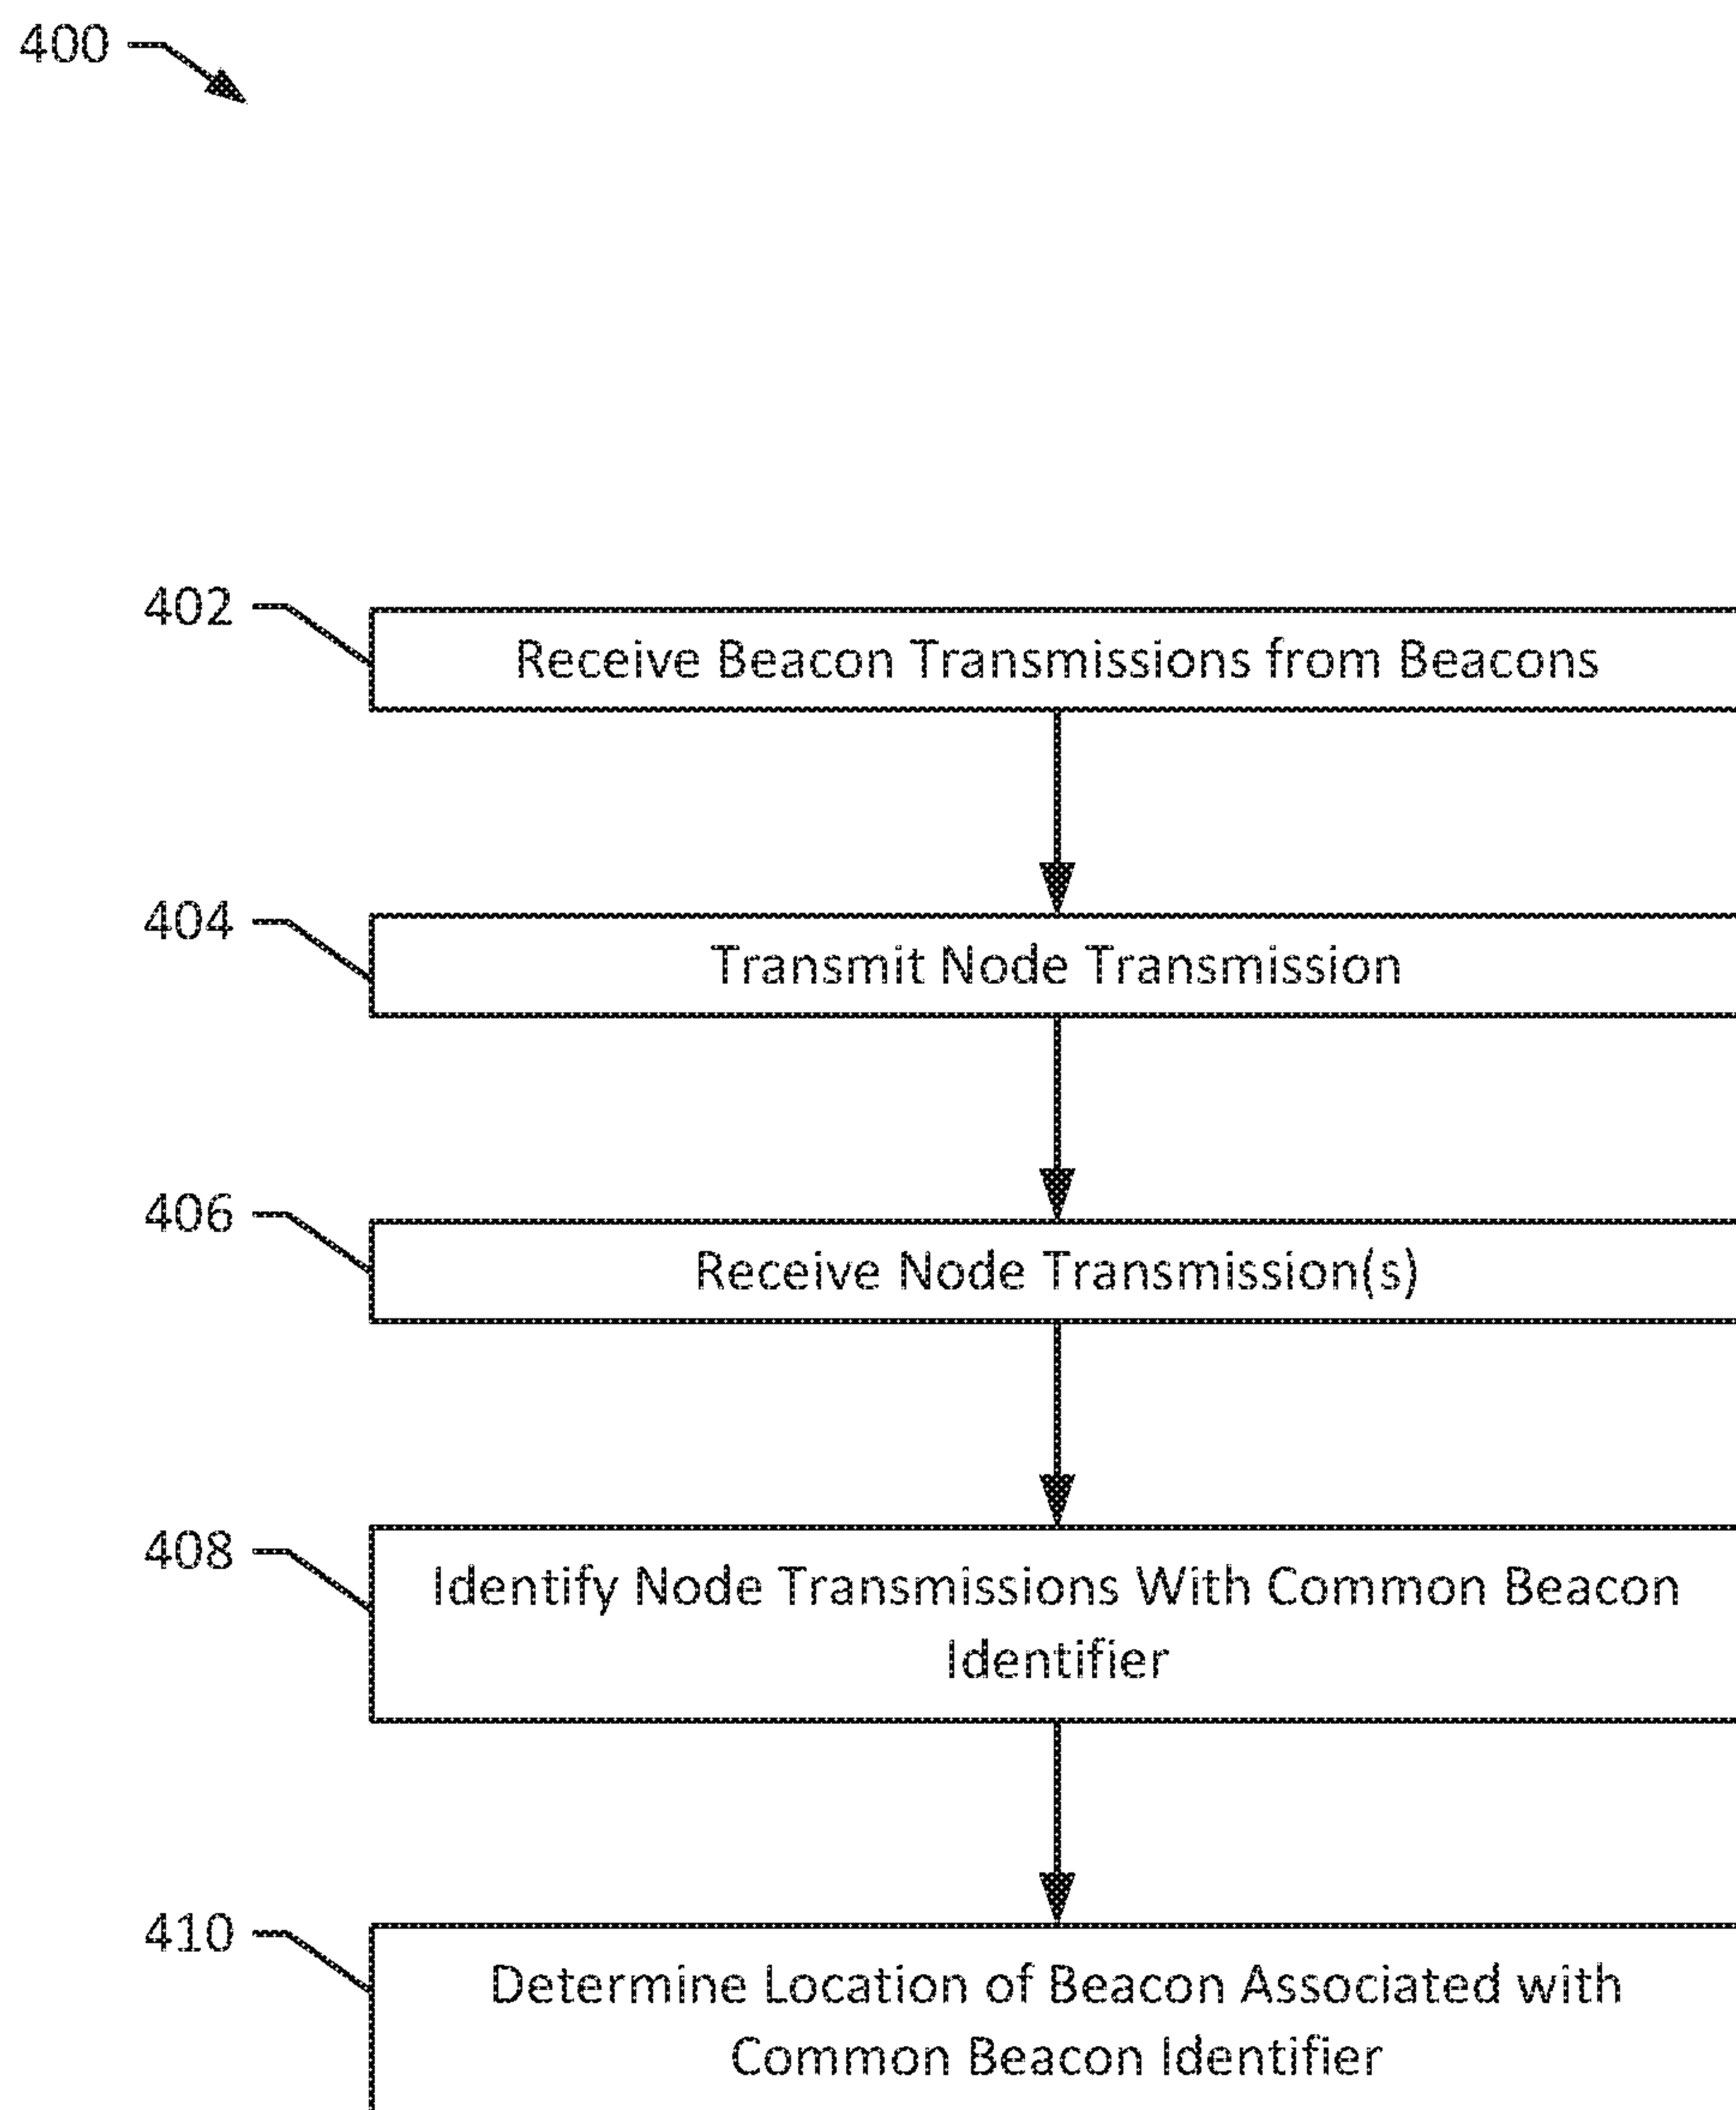 400
402
Receive Beacon Transmissions from Beacons
404
Transmit Node Transmission
406
Receive Node Transmission(s)
408
Identify Node Transmissions With Common Beacon
Identifier
410
Determine Location of Beacon Associated with
Common Beacon Identifier